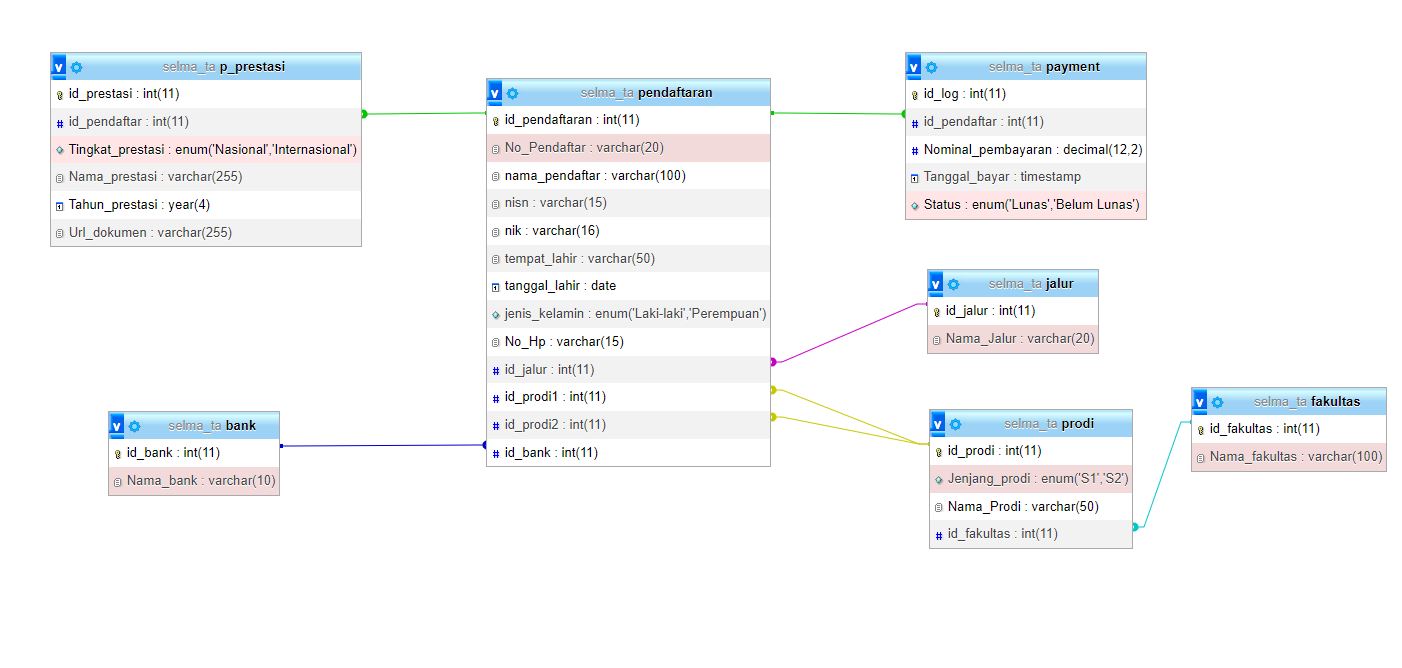 selma_ta p_prestasi
id_prestasi : int(11)
id_pendaftar : int(11)
Tingkat_prestasi : enum('Nasional','Internasional')
Nama_prestasi : varchar(255)
Tahun_prestasi : year(4)
Url_dokumen : varchar(255)
selma_ta pendaftaran
id_pendaftaran : int(11)
No_Pendaftar : varchar(20)
nama_pendaftar : varchar(100)
nisn : varchar(15)
nik : varchar(16)
tempat_lahir : varchar(50)
tanggal_lahir : date
jenis_kelamin : enum('Laki-laki','Perempuan')
No_Hp : varchar(15)
id_jalur : int(11)
id_prodi1 : int(11)
id_prodi2 : int(11)
id_bank : int(11)
selma_ta payment
id_log : int(11)
id_pendaftar : int(11)
Nominal_pembayaran : decimal(12,2)
Tanggal_bayar : timestamp
Status : enum('Lunas','Belum Lunas')
selma_ta jalur
id_jalur : int(11)
Nama_Jalur : varchar(20)
selma_ta bank
id_bank : int(11)
Nama_bank : varchar(10)
selma_ta prodi
id_prodi : int(11)
Jenjang_prodi : enum('S1','S2')
Nama_Prodi : varchar(50)
id_fakultas : int(11)
selma_ta fakultas
id_fakultas : int(11)
Nama_fakultas : varchar(100)